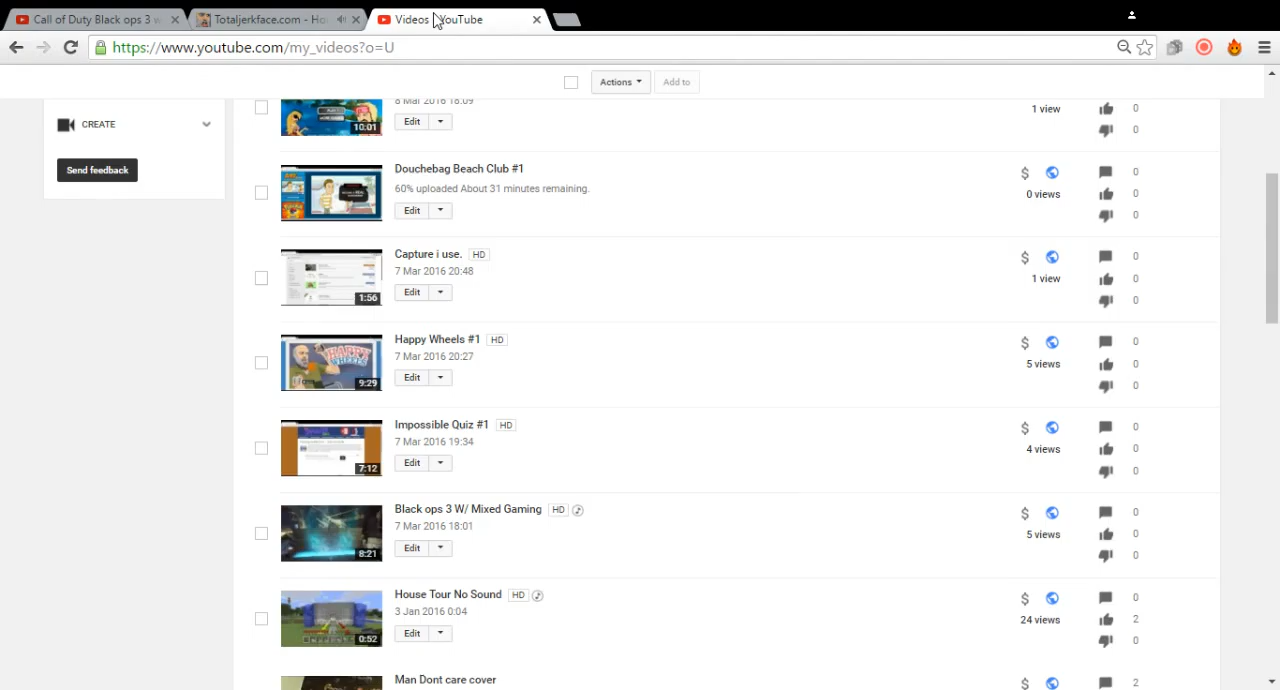 Call of Duty Black ops 3 w
Totaljerkface.com - Ho
Videos - YouTube
https://www.youtube.com/my_videos?o=U
Actions
Add to
CREATE
Send feedback
8 Mar 2016 18:09
1 view
0
10:01
Edit
0
Douchebag Beach Club #1
0
60% uploaded About 31 minutes remaining.
0 views
0
Edit
0
Capture i use. HD
0
7 Mar 2016 20:48
1 view
0
1:56
Edit
0
Happy Wheels #1 HD
0
7 Mar 2016 20:27
HAPPY WHEELS
5 views
0
9:29
Edit
0
Impossible Quiz #1 HD
0
7 Mar 2016 19:34
4 views
0
7:12
Edit
0
Black ops 3 W/ Mixed Gaming HD
0
7 Mar 2016 18:01
5 views
0
8:21
Edit
0
House Tour No Sound HD
0
3 Jan 2016 0:04
24 views
2
0:52
Edit
0
Man Dont care cover
2